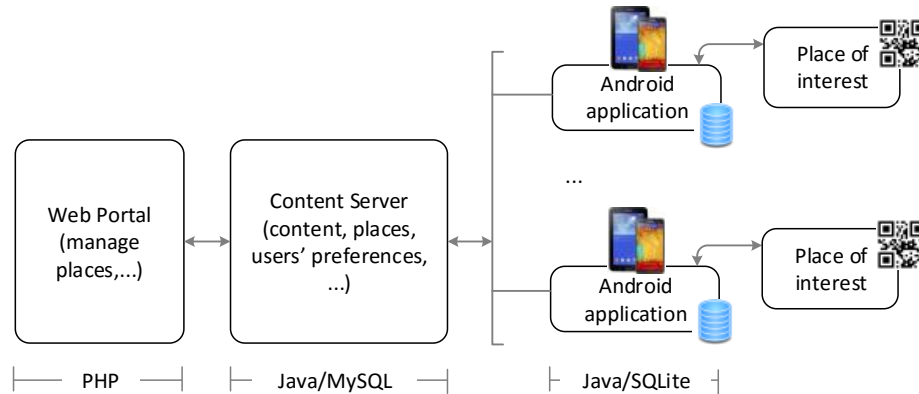 Web Portal
(manage
places,...)
Content Server
(content, places,
users’ preferences,
...)
Android
application
Place of
interest
...
Android
application
Place of
interest
PHP
Java/MySQL
Java/SQLite